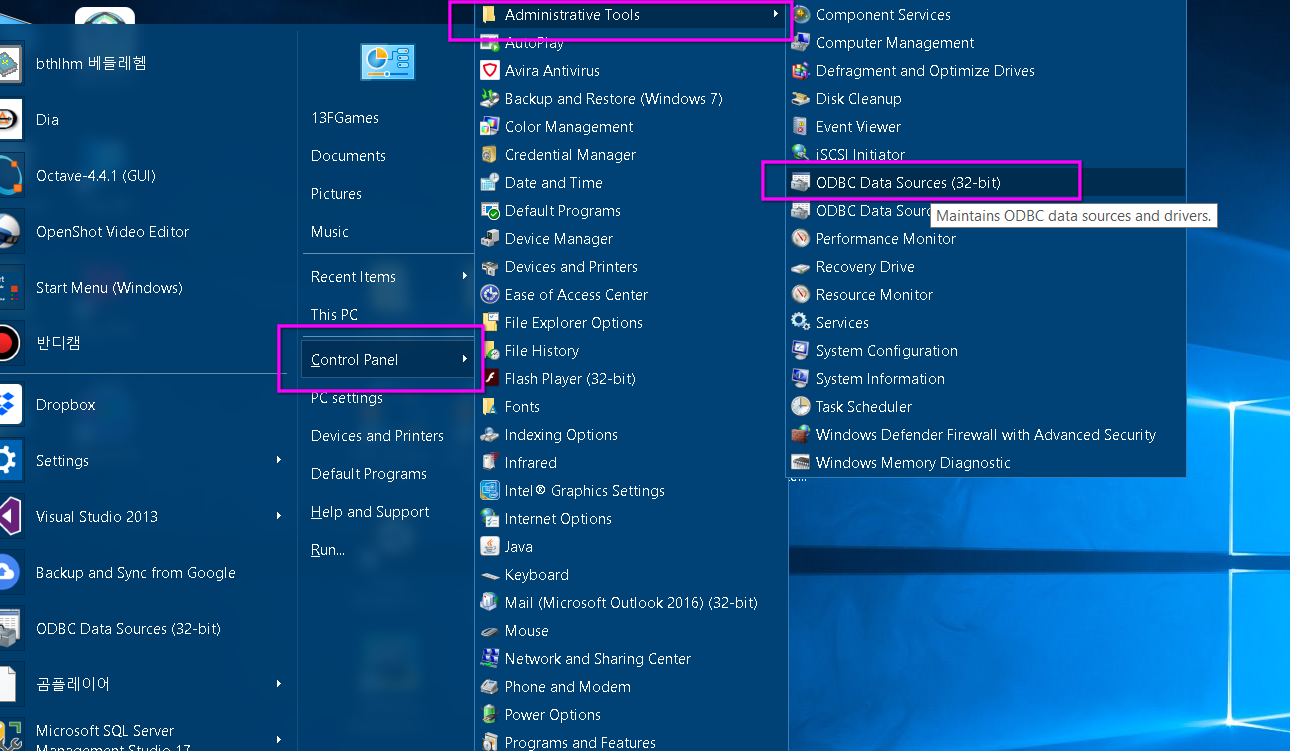 bthlhm 베들레헴
Dia
Octave-4.4.1 (GUI)
OpenShot Video Editor
Start Menu (Windows)
반디캠
Dropbox
Settings
Visual Studio 2013
Backup and Sync from Google
ODBC Data Sources (32-bit)
곰플레이어
Microsoft SQL Server
Management Studio 17
13FGames
Documents
Pictures
Music
Recent Items
This PC
Control Panel
PC settings
Devices and Printers
Default Programs
Help and Support
Run...
Administrative Tools
AutoPlay
Avira Antivirus
Backup and Restore (Windows 7)
Color Management
Credential Manager
Date and Time
Default Programs
Device Manager
Devices and Printers
Ease of Access Center
File Explorer Options
File History
Flash Player (32-bit)
Fonts
Indexing Options
Infrared
Intel® Graphics Settings
Internet Options
Java
Keyboard
Mail (Microsoft Outlook 2016) (32-bit)
Mouse
Network and Sharing Center
Phone and Modem
Power Options
Programs and Features
Component Services
Computer Management
Defragment and Optimize Drives
Disk Cleanup
Event Viewer
iSCSI Initiator
ODBC Data Sources (32-bit)
ODBC Data
Maintains ODBC data sources and drivers.
Performance Monitor
Recovery Drive
Resource Monitor
Services
System Configuration
System Information
Task Scheduler
Windows Defender Firewall with Advanced Security
Windows Memory Diagnostic